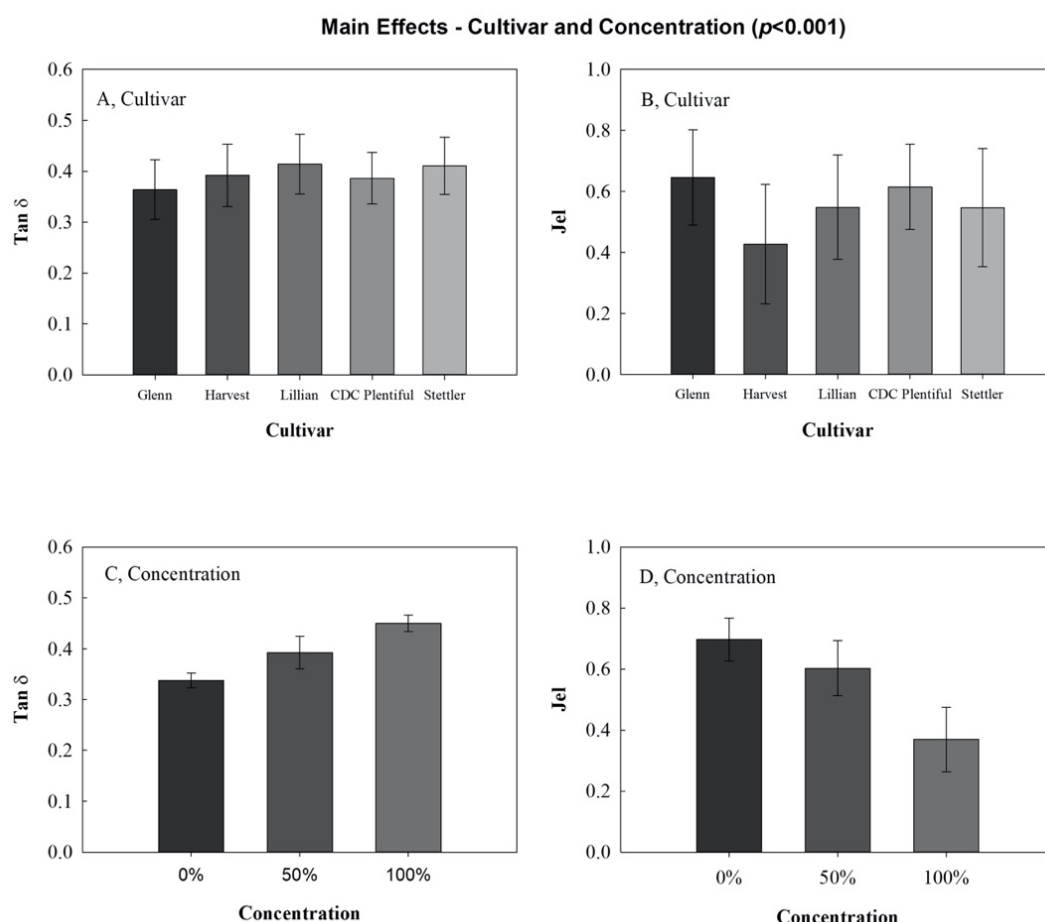 Main Effects - Cultivar and Concentration (p<0.001)
A, Cultivar
Tan δ
0.6
0.5
0.4
0.3
0.2
0.1
0.0
Glenn Harvest Lillian CDC Plentiful Stettler
Cultivar
B, Cultivar
Jel
1.0
0.8
0.6
0.4
0.2
0.0
Glenn Harvest Lillian CDC Plentiful Stettler
Cultivar
C, Concentration
Tan δ
0.6
0.5
0.4
0.3
0.2
0.1
0.0
0% 50% 100%
Concentration
D, Concentration
Jel
1.0
0.8
0.6
0.4
0.2
0.0
0% 50% 100%
Concentration